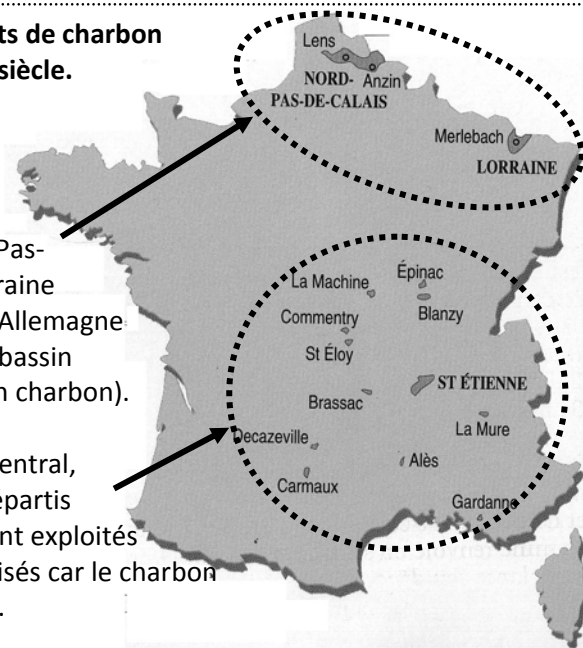 ts de charbon
siècle.
Lens
NORD-
Anzin
PAS-DE-CALAIS
Merlebach
LORRAINE
Pas-
raine
Allemagne
bassin
n charbon).
La Machine
Épinac
Commentry
Blanzy
St Éloy
ST ÉTIENNE
Brassac
La Mure
Decazeville
Alès
Carmaux
Gardanne
entral,
épartis
nt exploités
isés car le charbon
.